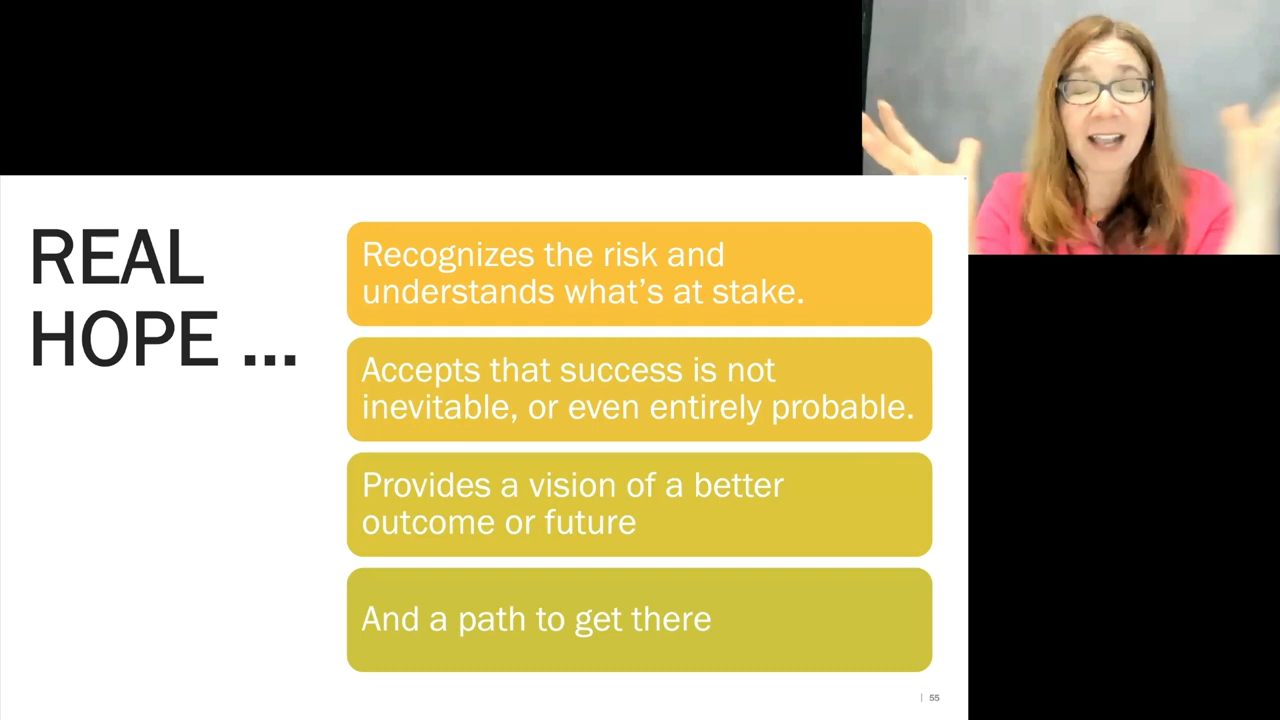 REAL
HOPE ...
Recognizes the risk and
understands what’s at stake.
Accepts that success is not
inevitable, or even entirely probable.
Provides a vision of a better
outcome or future
And a path to get there
| 55